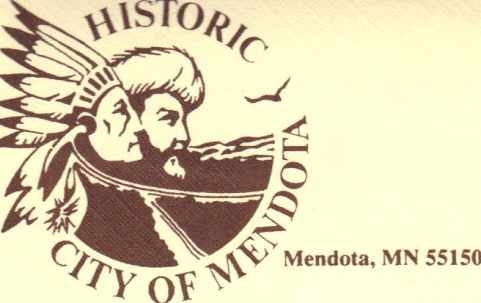 HISTORIC
CITY OF MENDOTA
Mendota, MN 55150